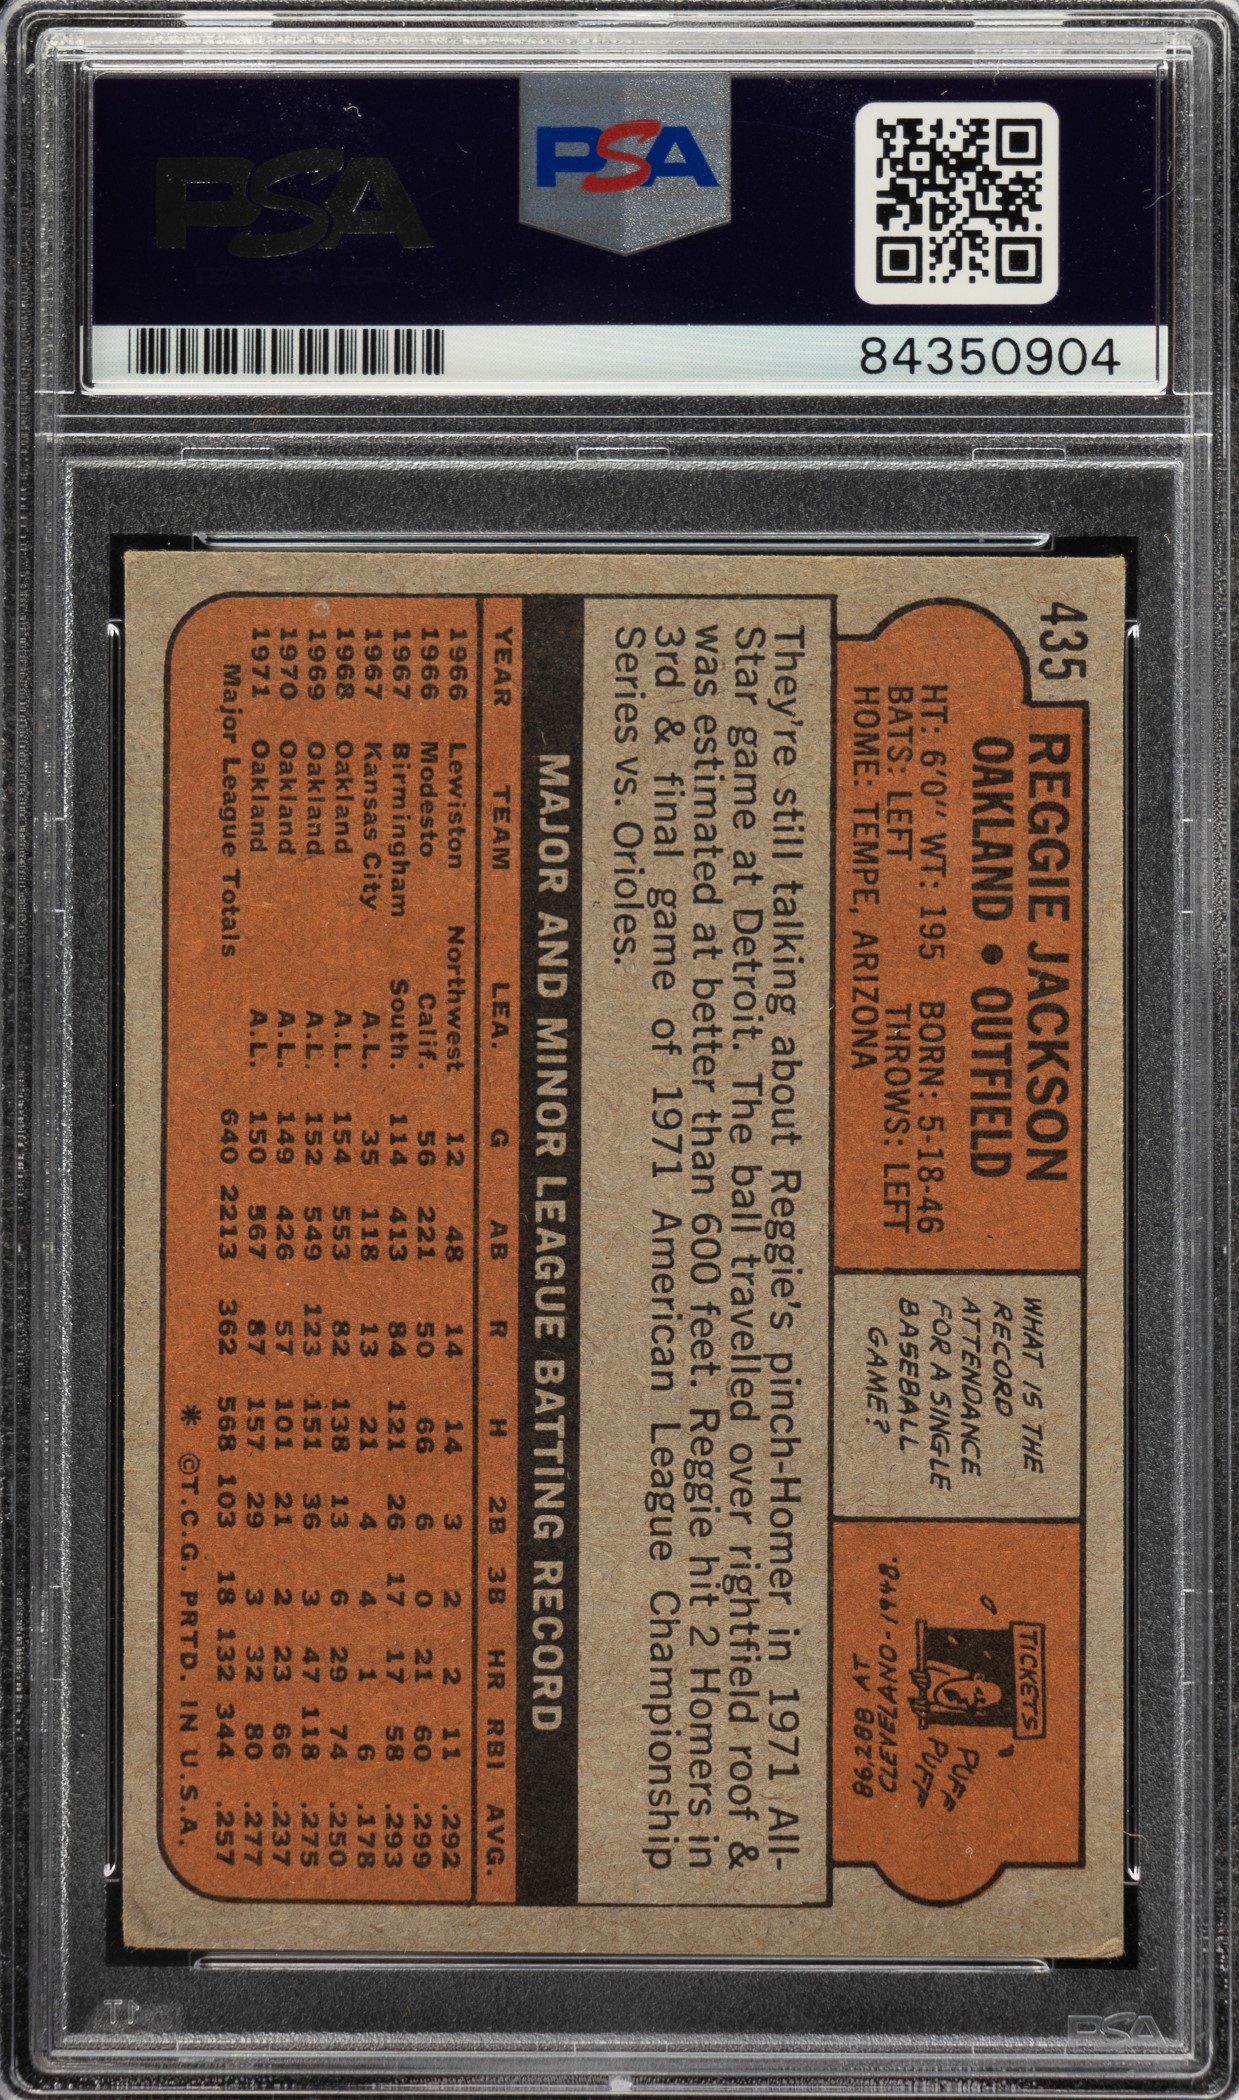 PSA
PSA
84350904
435
REGGIE JACKSON
OAKLAND • OUTFIELD
HT: 6'0" WT: 195 BORN: 5-18-46
BATS: LEFT THROWS: LEFT
HOME: TEMPE, ARIZONA
WHAT IS THE
RECORD
ATTENDANCE
FOR A SINGLE
BASEBALL
GAME?
TICKETS
PUFF
PUFF
86,288 AT
CLEVELAND-1948.
They're still talking about Reggie's pinch-Homer in 1971 All-
Star game at Detroit. The ball travelled over rightfield roof &
was estimated at better than 600 feet. Reggie hit 2 Homers in
3rd & final game of 1971 American League Championship
Series vs. Orioles.
MAJOR AND MINOR LEAGUE BATTING RECORD
YEAR TEAM LEA. G AB R H 2B 3B HR RBI AVG.
1966 Lewiston Northwest 12 48 14 14 3 2 2 11 .292
1966 Modesto Calif. 56 221 50 66 6 0 21 60 .299
1967 Birmingham South. 114 413 84 121 26 17 17 58 .293
1967 Kansas City A.L. 35 118 13 21 4 4 1 6 .178
1968 Oakland A.L. 154 553 82 138 13 6 29 74 .250
1969 Oakland A.L. 152 549 123 151 36 3 47 118 .275
1970 Oakland A.L. 149 426 57 101 21 2 23 66 .237
1971 Oakland A.L. 150 567 87 157 29 3 32 80 .277
Major League Totals 640 2213 362 568 103 18 132 344 .257
* ©T.C.G. PRTD. IN U.S.A.
PSA